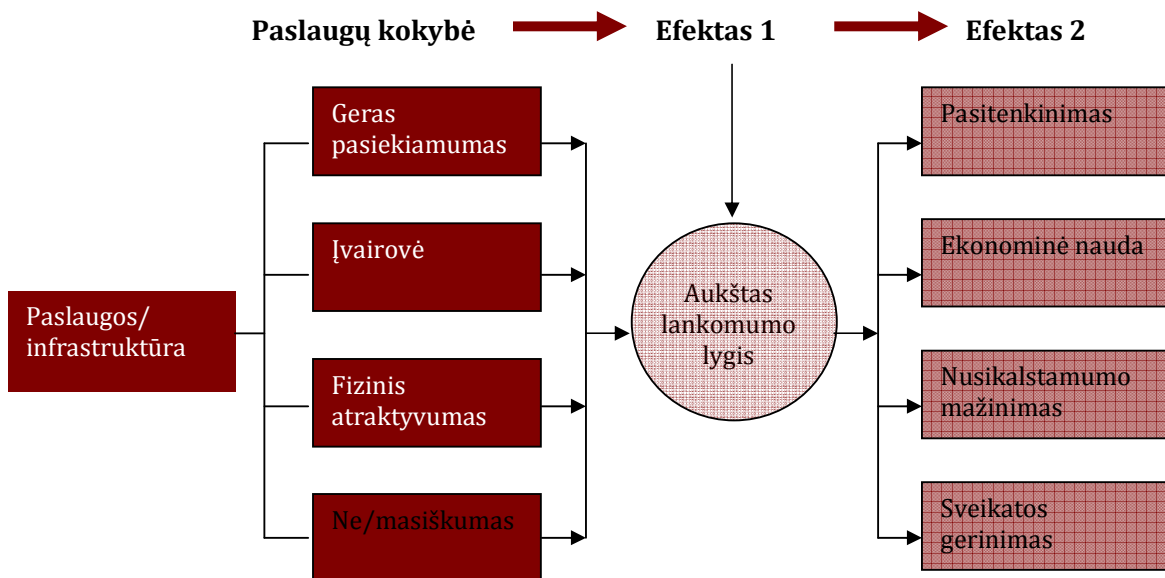 Paslaugų kokybė
Efektas 1
Efektas 2
Paslaugos/
infrastruktūra
Geras
pasiekiamumas
Įvairovė
Fizinis
atraktyvumas
Ne/masiškumas
Aukštas
lankomumo
lygis
Pasitenkinimas
Ekonominė nauda
Nusikalstamumo
mažinimas
Sveikatos
gerinimas